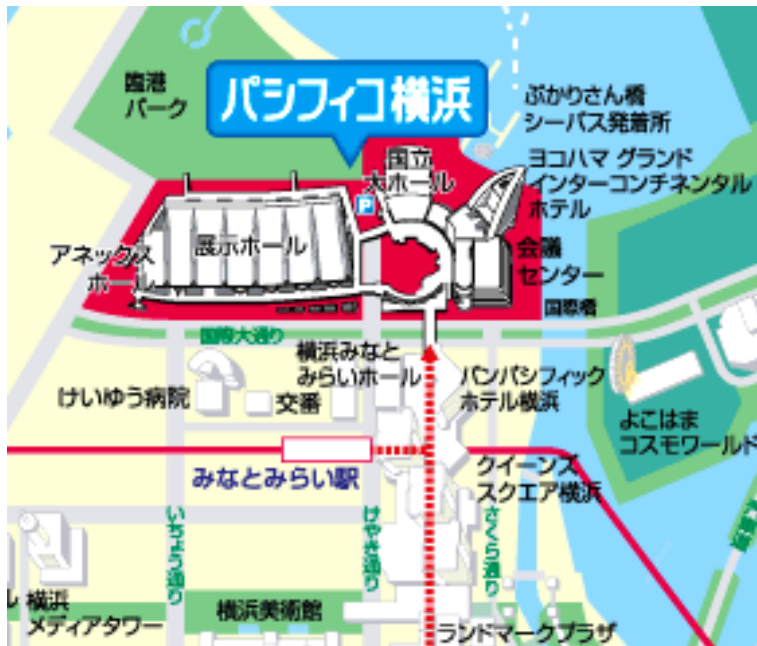 臨港
パーク
パシフィコ横浜
ぷかりさん橋
シーバス発着所
国立
大ホール
ヨコハマ グランド
インターコンチネンタル
ホテル
P
アネックス
ホール
展示ホール
会議
センター
国際橋
国際大通り
横浜みなと
みらいホール
パンパシフィック
ホテル横浜
けいゆう病院
交番
よこはま
コスモワールド
みなとみらい駅
クイーンズ
スクエア横浜
いちょう通り
けやき通り
さくら通り
横浜
メディアタワー
横浜美術館
ランドマークプラザ